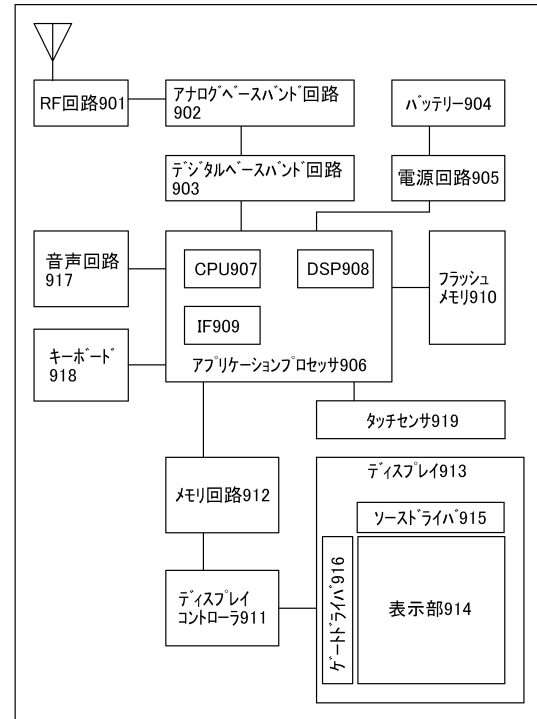 RF回路901
アナログベースバンド回路
902
バッテリー904
デジタルベースバンド回路
903
電源回路905
音声回路
917
CPU907
DSP908
フラッシュ
メモリ910
IF909
キーボード
918
アプリケーションプロセッサ906
タッチセンサ919
メモリ回路912
ディスプレイ913
ソースドライバ915
ゲートドライバ916
表示部914
ディスプレイ
コントローラ911